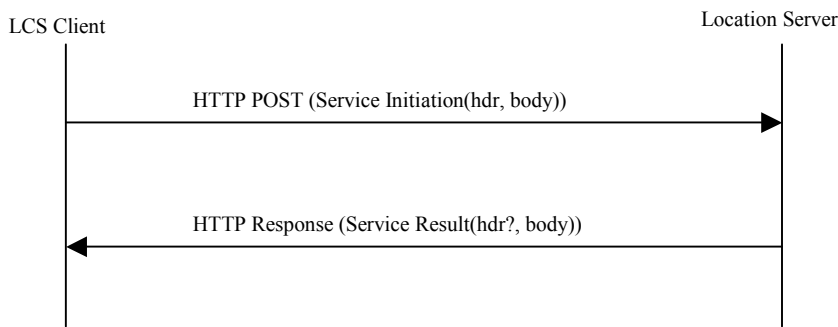 LCS Client
Location Server
HTTP POST (Service Initiation(hdr, body))
HTTP Response (Service Result(hdr?, body))